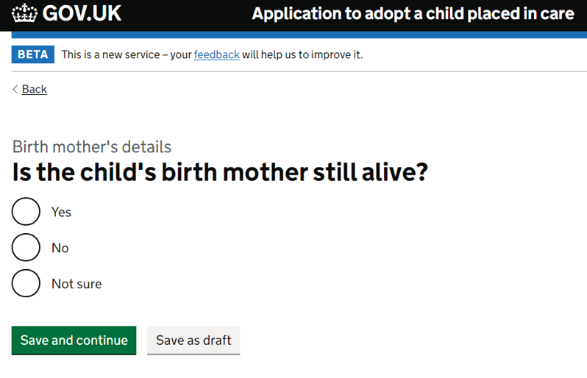 GOV.UK Application to adopt a child placed in care
BETA This is a new service – your feedback will help us to improve it.
Back
Birth mother's details
Is the child's birth mother still alive?
Yes
No
Not sure
Save and continue Save as draft